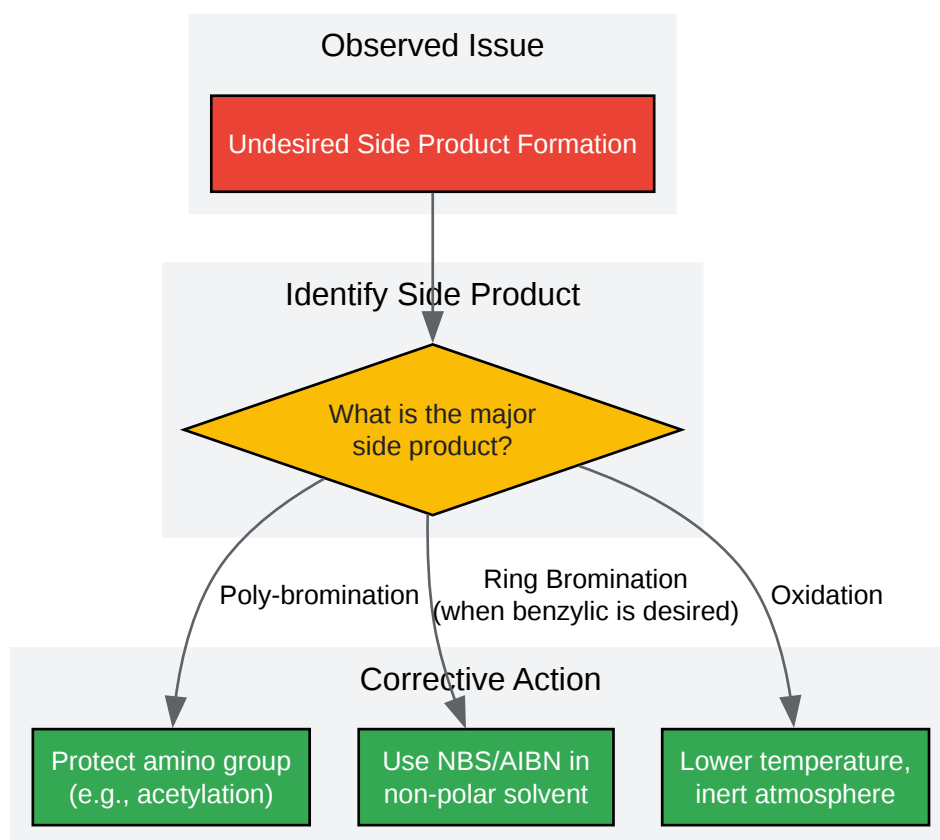 Observed Issue
Undesired Side Product Formation
Identify Side Product
What is the major
side product?
Poly-bromination
Ring Bromination
(when benzylic is desired)
Oxidation
Corrective Action
Protect amino group
(e.g., acetylation)
Use NBS/AIBN in
non-polar solvent
Lower temperature,
inert atmosphere